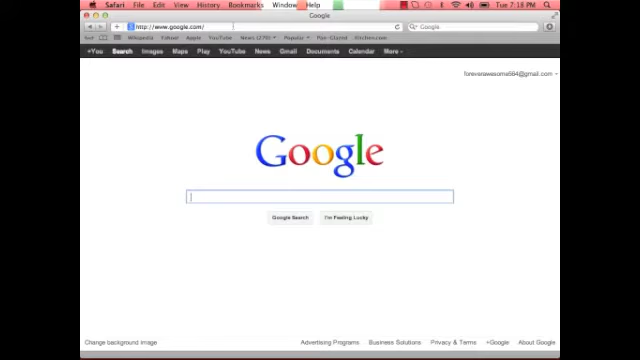 Safari File Edit View History Bookmarks Window Help Tue 7:18 PM
Google
http://www.google.com/ Google
Wikipedia Yahoo! Apple YouTube News (270) Popular
+You Search Images Maps Play YouTube News Gmail Documents Calendar More
Google
Google Search I'm Feeling Lucky
Change background image Advertising Programs Business Solutions Privacy & Terms +Google About Google